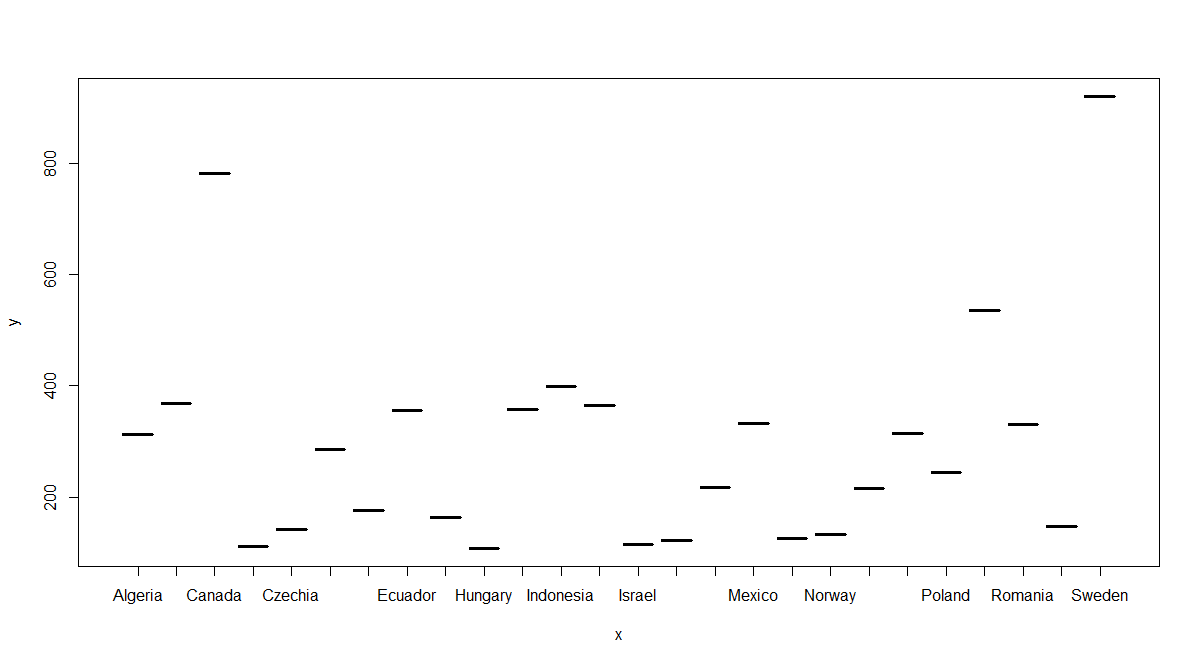 800
600
400
200
y
Algeria Canada Czechia Ecuador Hungary Indonesia Israel Mexico Norway Poland Romania Sweden
x